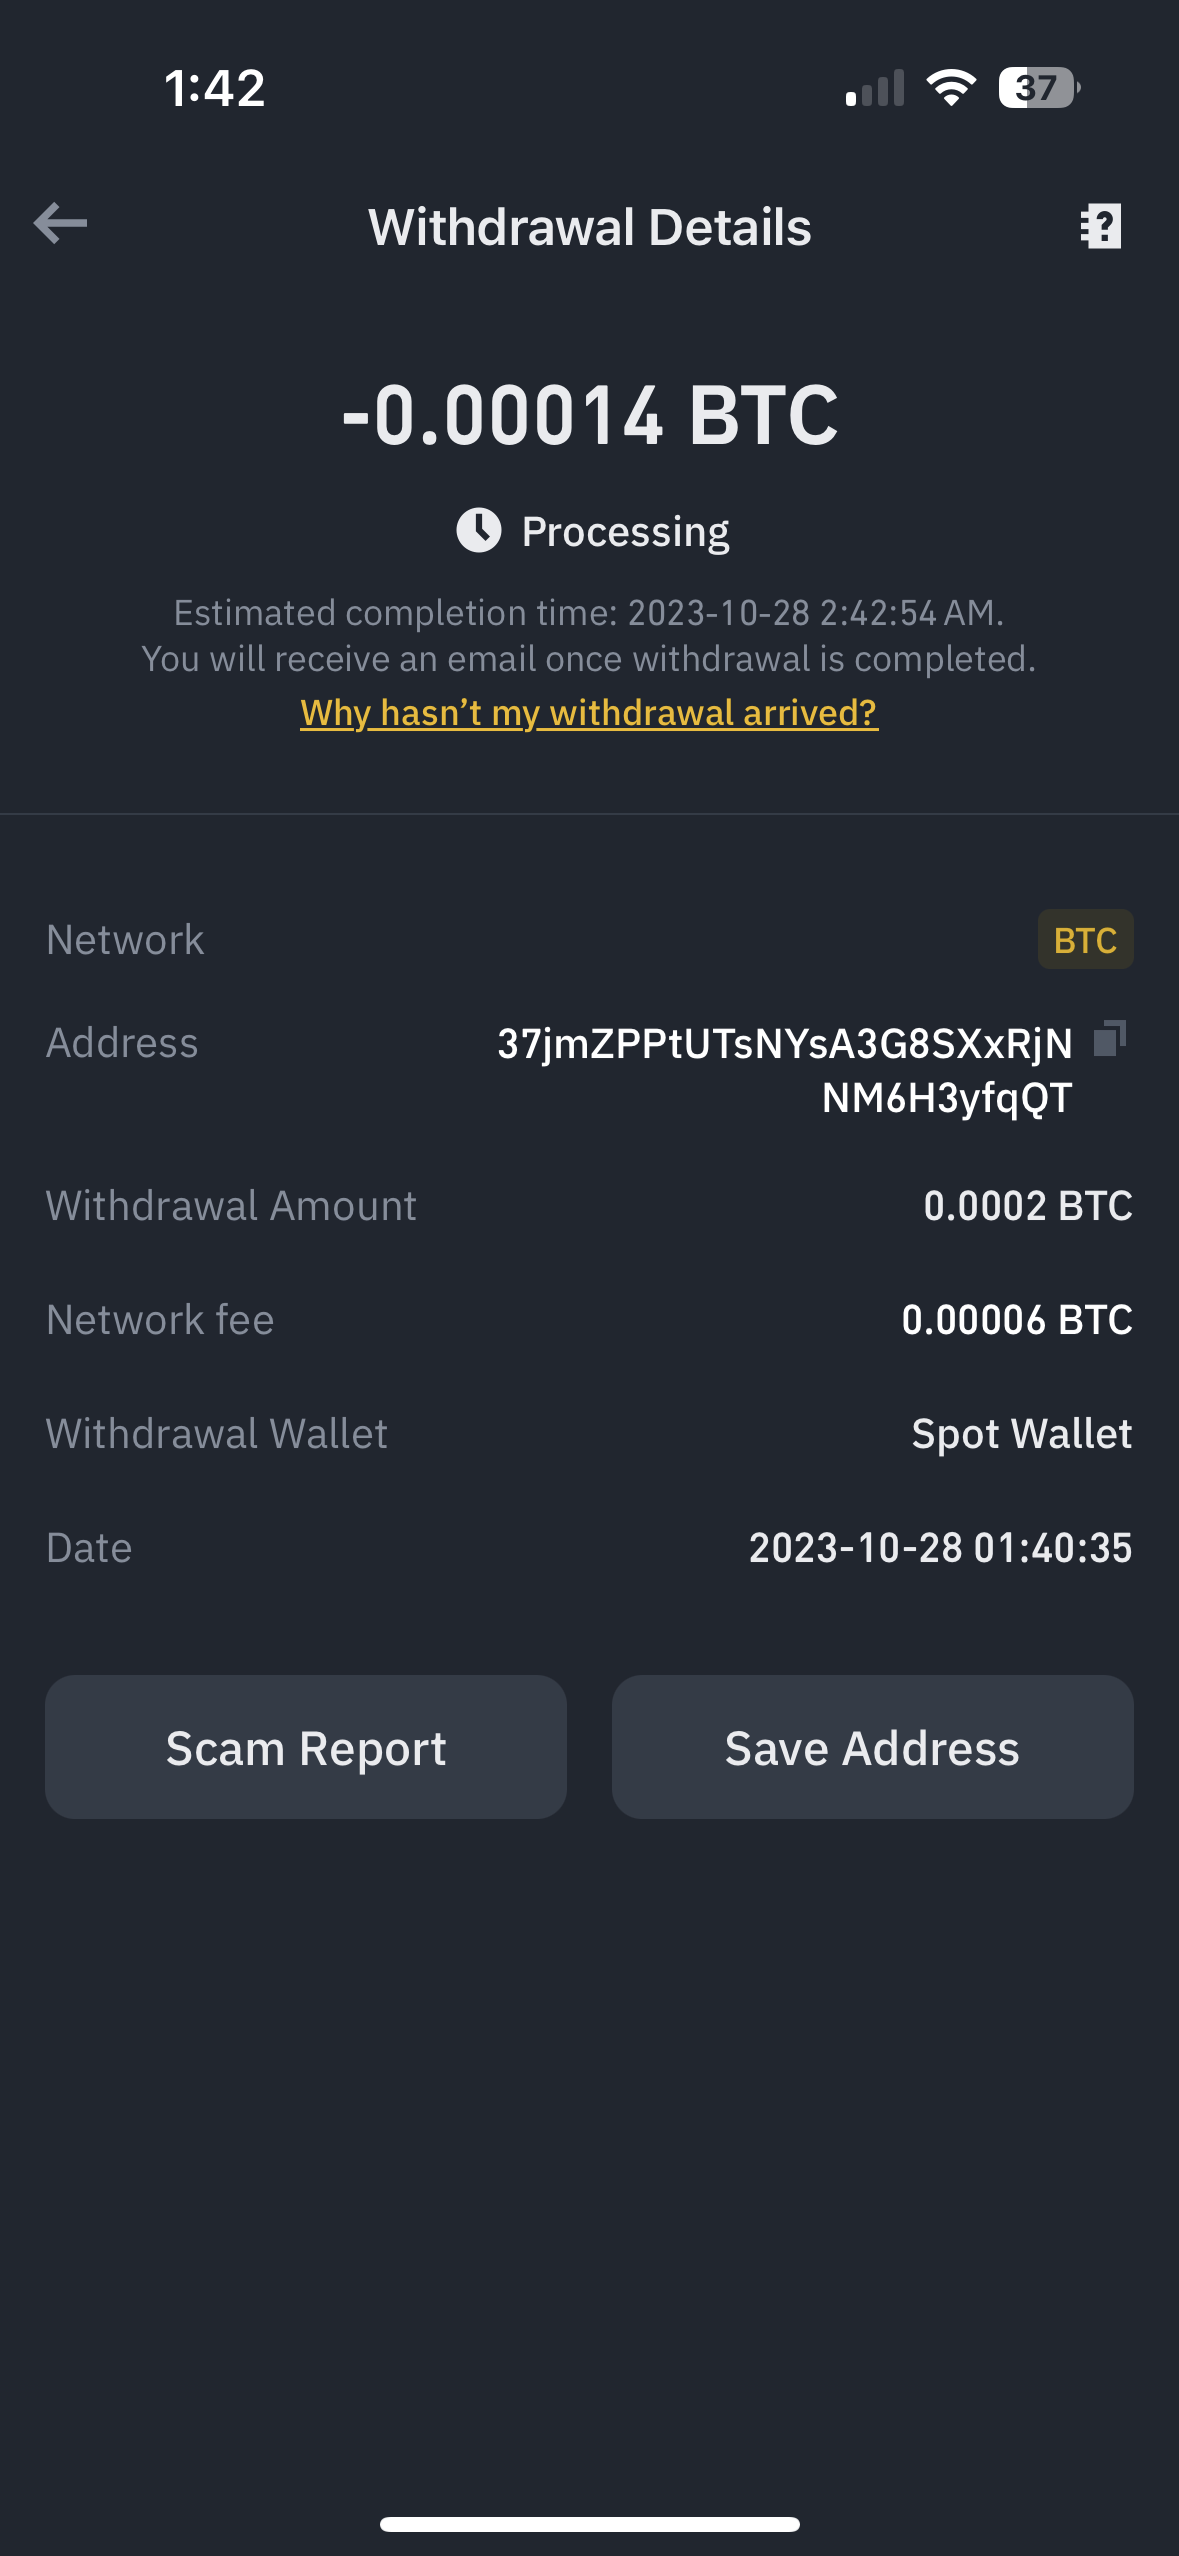 1:42
37
Withdrawal Details
-0.00014 BTC
Processing
Estimated completion time: 2023-10-28 2:42:54 AM.
You will receive an email once withdrawal is completed.
Why hasn’t my withdrawal arrived?
Network BTC
Address 37jmZPPtUTsNYsA3G8SXxRjN
NM6H3yfqQT
Withdrawal Amount 0.0002 BTC
Network fee 0.00006 BTC
Withdrawal Wallet Spot Wallet
Date 2023-10-28 01:40:35
Scam Report Save Address